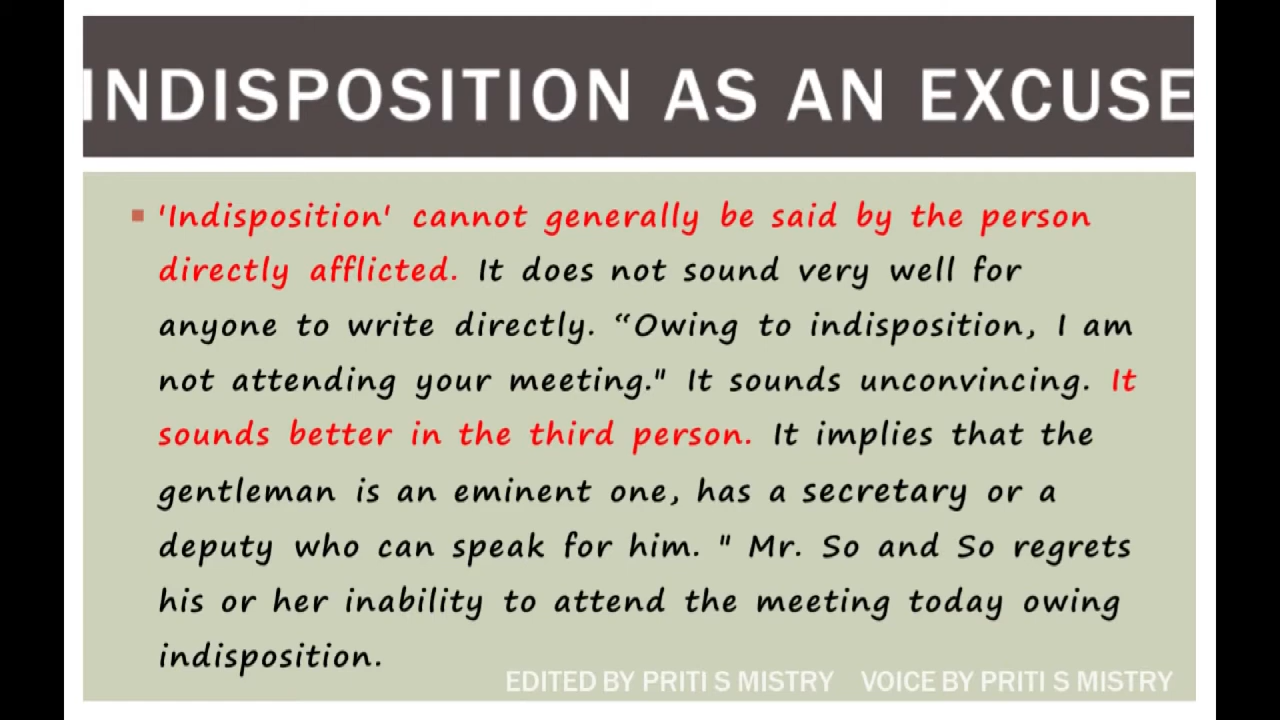 INDISPOSITION AS AN EXCUSE
'Indisposition' cannot generally be said by the person
directly afflicted. It does not sound very well for
anyone to write directly. “Owing to indisposition, I am
not attending your meeting." It sounds unconvincing. It
sounds better in the third person. It implies that the
gentleman is an eminent one, has a secretary or a
deputy who can speak for him. " Mr. So and So regrets
his or her inability to attend the meeting today owing
indisposition.
EDITED BY PRITI S MISTRY VOICE BY PRITI S MISTRY